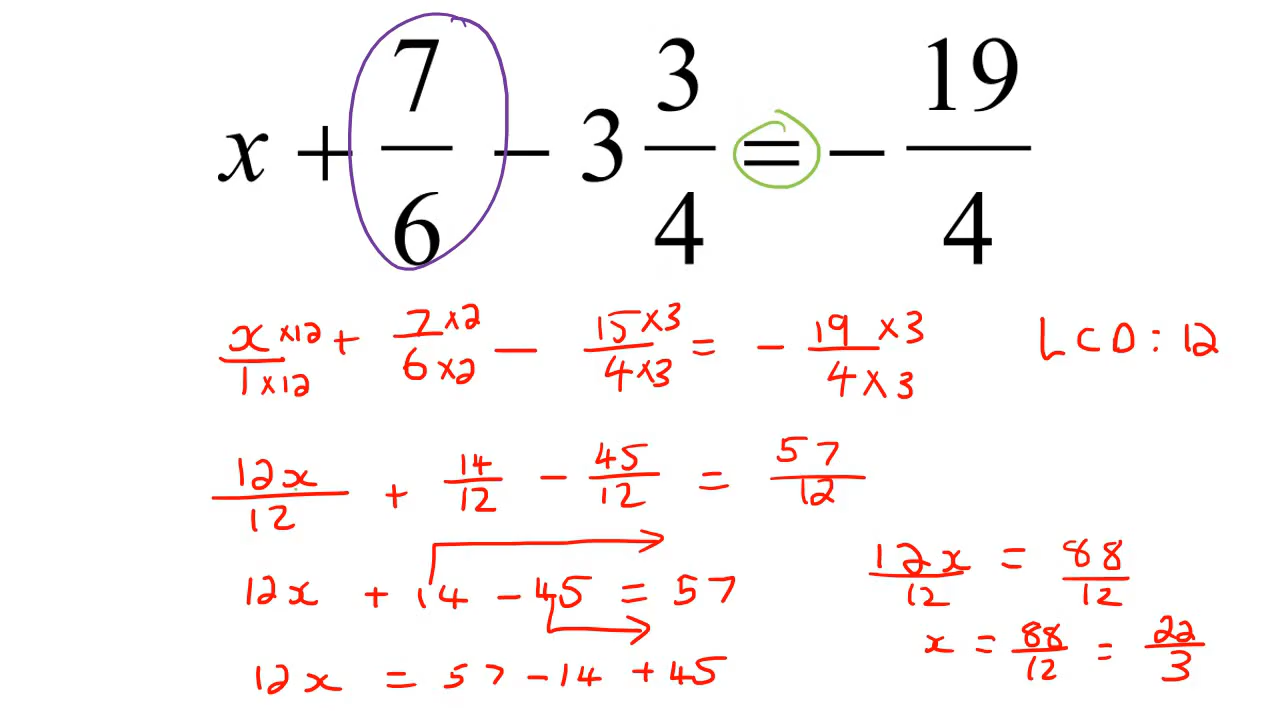 x + 7/6 − 3 3/4 = − 19/4
x×12/1×12 + 7×2/6×2 − 15×3/4×3 = − 19×3/4×3
LCD: 12
12x/12 + 14/12 − 45/12 = 57/12
12x + 14 − 45 = 57
12x = 57 − 14 + 45
12x/12 = 88/12
x = 88/12 = 22/3